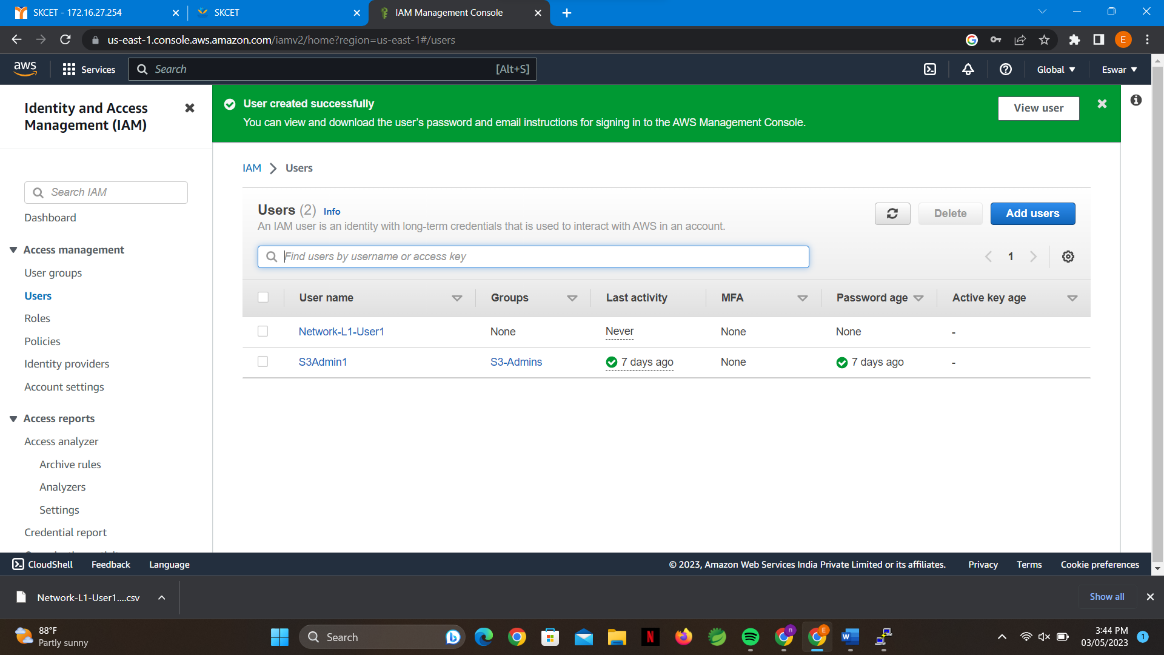 SKCET - 172.16.27.254
SKCET
IAM Management Console
us-east-1.console.aws.amazon.com/iamv2/home?region=us-east-1#/users
E
aws
Services
Search
[Alt+S]
Global
Eswar
Identity and Access
Management (IAM)
Search IAM
Dashboard
Access management
User groups
Users
Roles
Policies
Identity providers
Account settings
Access reports
Access analyzer
Archive rules
Analyzers
Settings
Credential report
User created successfully
You can view and download the user's password and email instructions for signing in to the AWS Management Console.
View user
IAM > Users
Users (2) Info
An IAM user is an identity with long-term credentials that is used to interact with AWS in an account.
Delete
Add users
Find users by username or access key
1
User name Groups Last activity MFA Password age Active key age
Network-L1-User1 None Never None None -
S3Admin1 S3-Admins 7 days ago None 7 days ago -
CloudShell Feedback Language © 2023, Amazon Web Services India Private Limited or its affiliates. Privacy Terms Cookie preferences
Network-L1-User1....csv
Show all
88°F
Partly sunny
Search
3:44 PM
03/05/2023
1